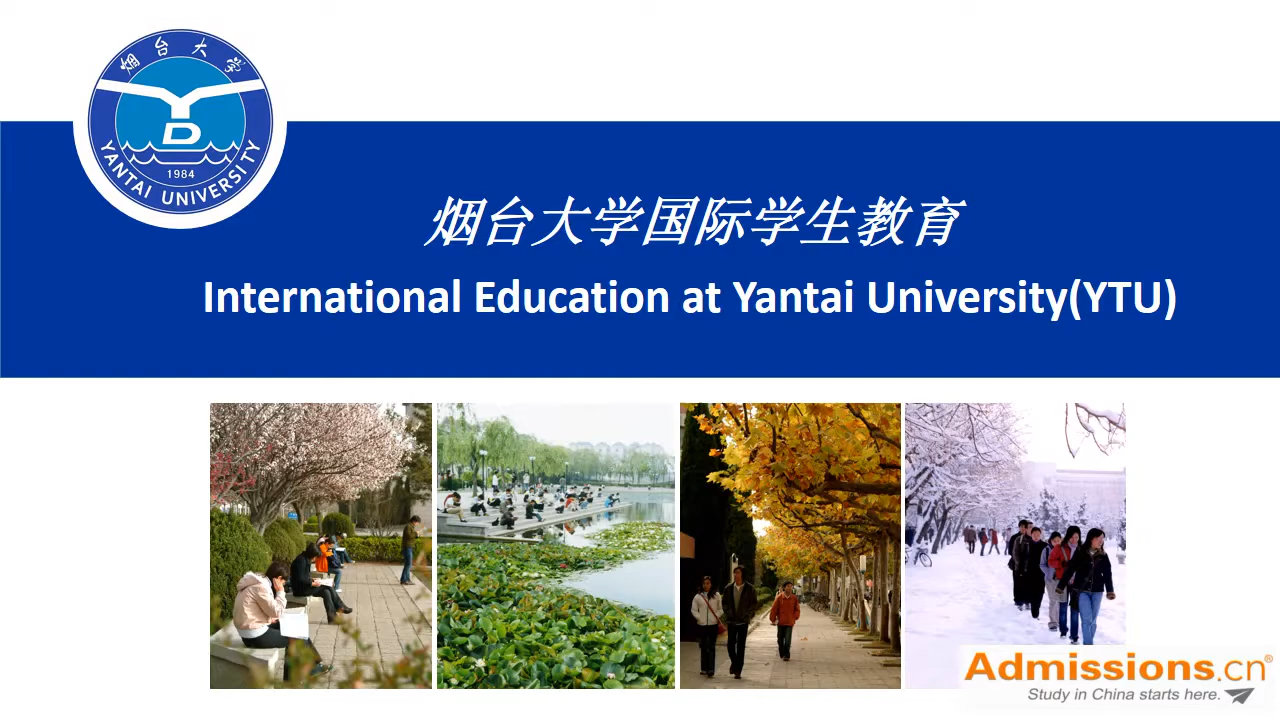 烟台大学
YD
1984
YANTAI UNIVERSITY
烟台大学国际学生教育
International Education at Yantai University(YTU)
Admissions.cn®
Study in China starts here.